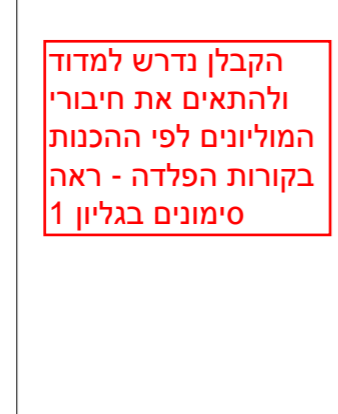 הקבלן נדרש למדוד
ולהתאים את חיבורי
המוליונים לפי ההכנות
בקורות הפלדה - ראה
סימונים בגליון 1